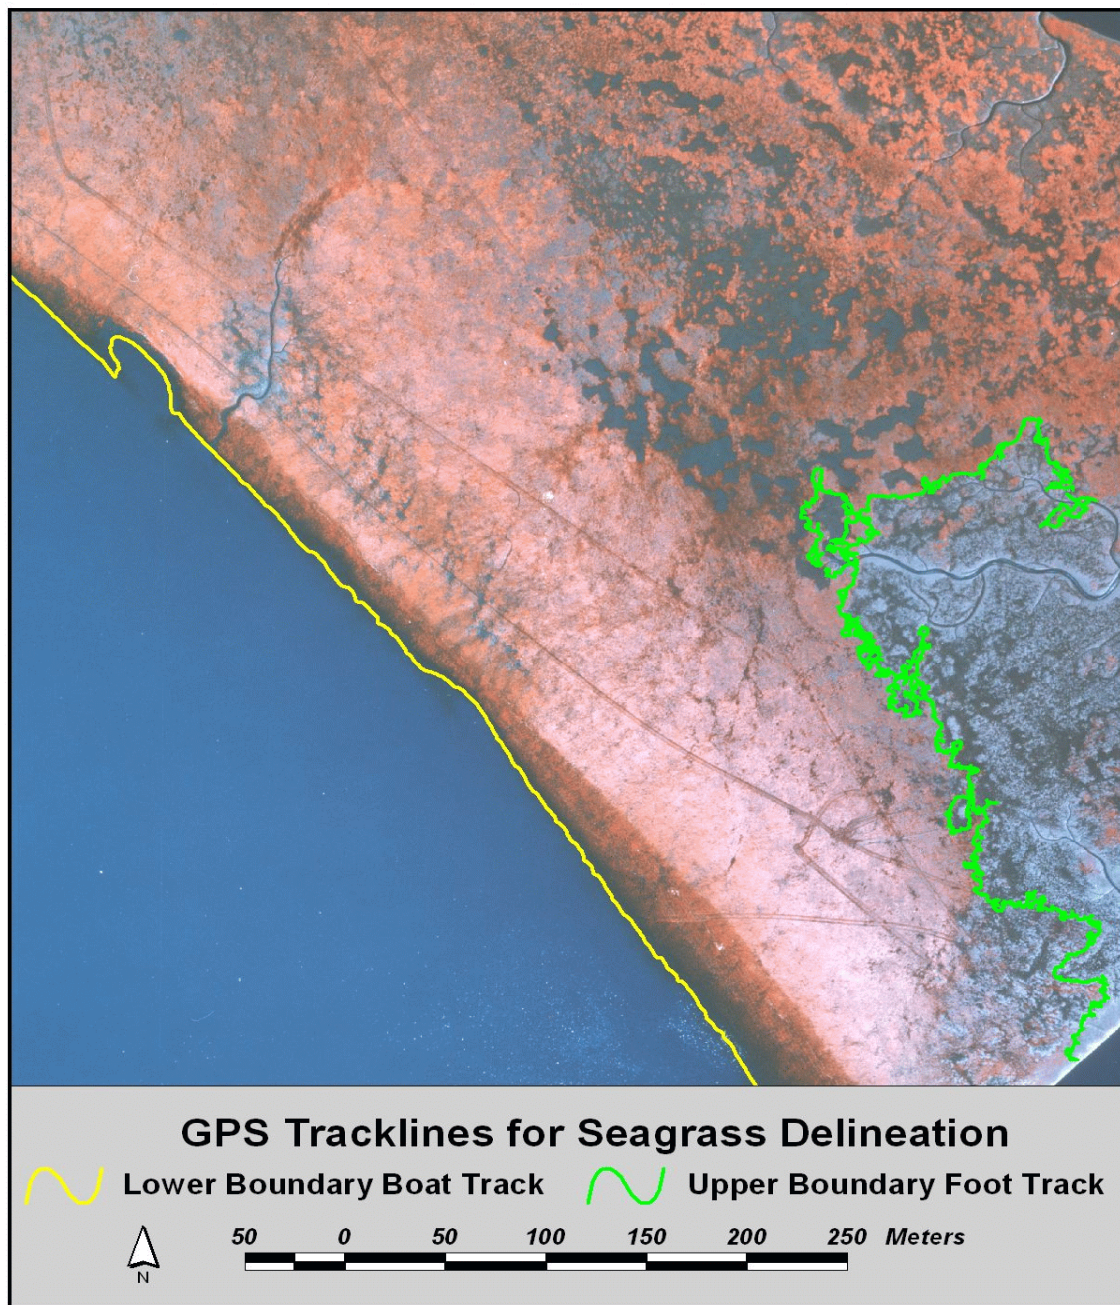 GPS Tracklines for Seagrass Delineation
Lower Boundary Boat Track Upper Boundary Foot Track
50 0 50 100 150 200 250 Meters
N